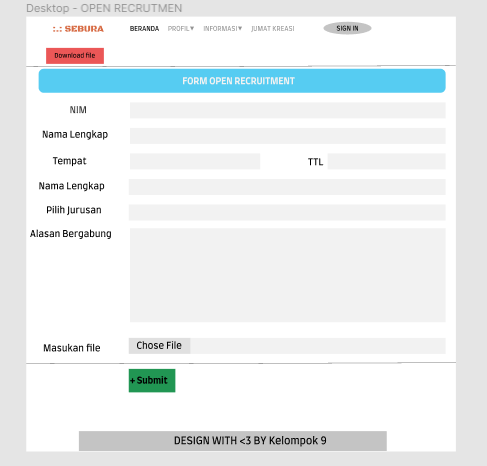 Desktop - OPEN RECRUTMEN
:.: SEBURA BERANDA PROFIL▾ INFORMASI▾ JUMAT KREASI SIGN IN
Download file
FORM OPEN RECRUITMENT
NIM
Nama Lengkap
Tempat TTL
Nama Lengkap
Pilih Jurusan
Alasan Bergabung
Masukan file Chose File
+ Submit
DESIGN WITH <3 BY Kelompok 9